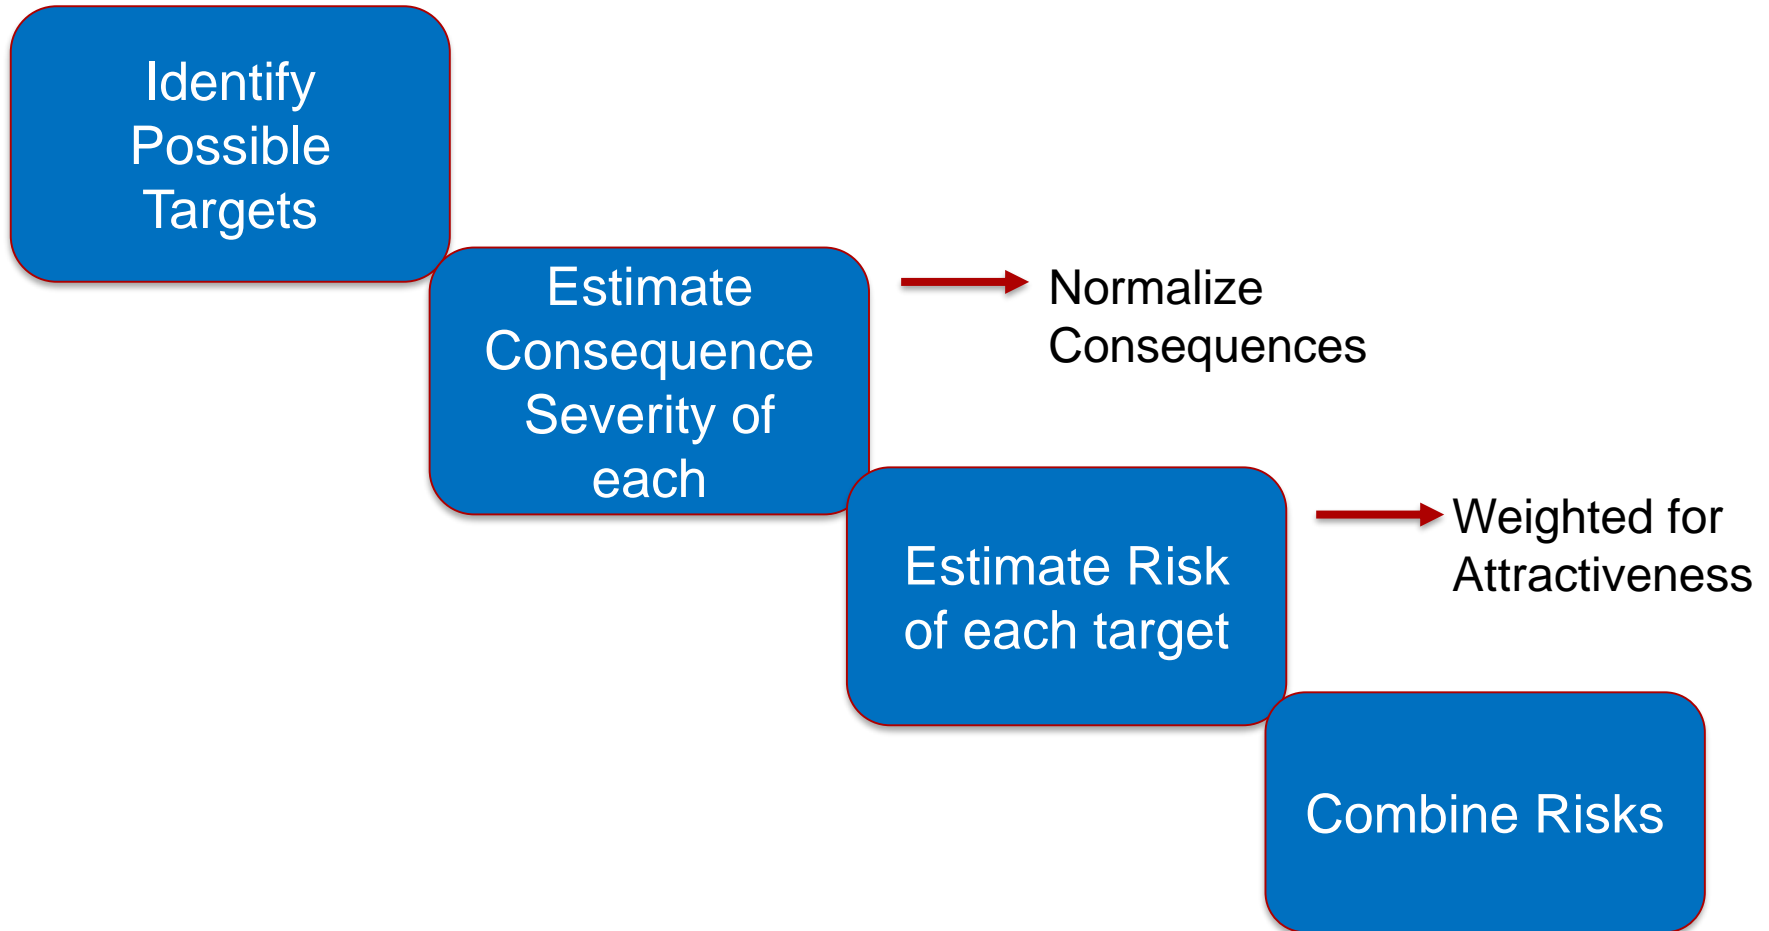 Identify
Possible
Targets
Estimate
Consequence
Severity of
each
Normalize
Consequences
Estimate Risk
of each target
Weighted for
Attractiveness
Combine Risks